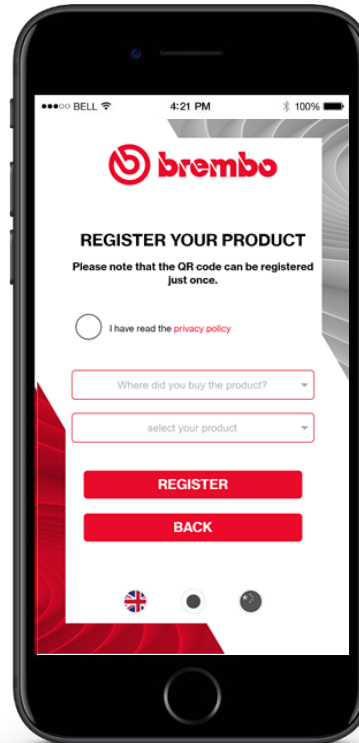 BELL 4:21 PM 100%
brembo
REGISTER YOUR PRODUCT
Please note that the QR code can be registered
just once.
I have read the privacy policy
Where did you buy the product?
select your product
REGISTER
BACK